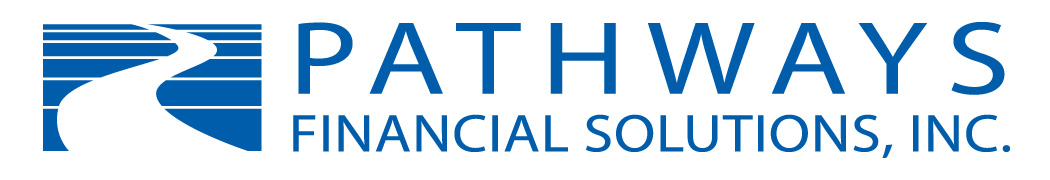 PATHWAYS
FINANCIAL SOLUTIONS, INC.